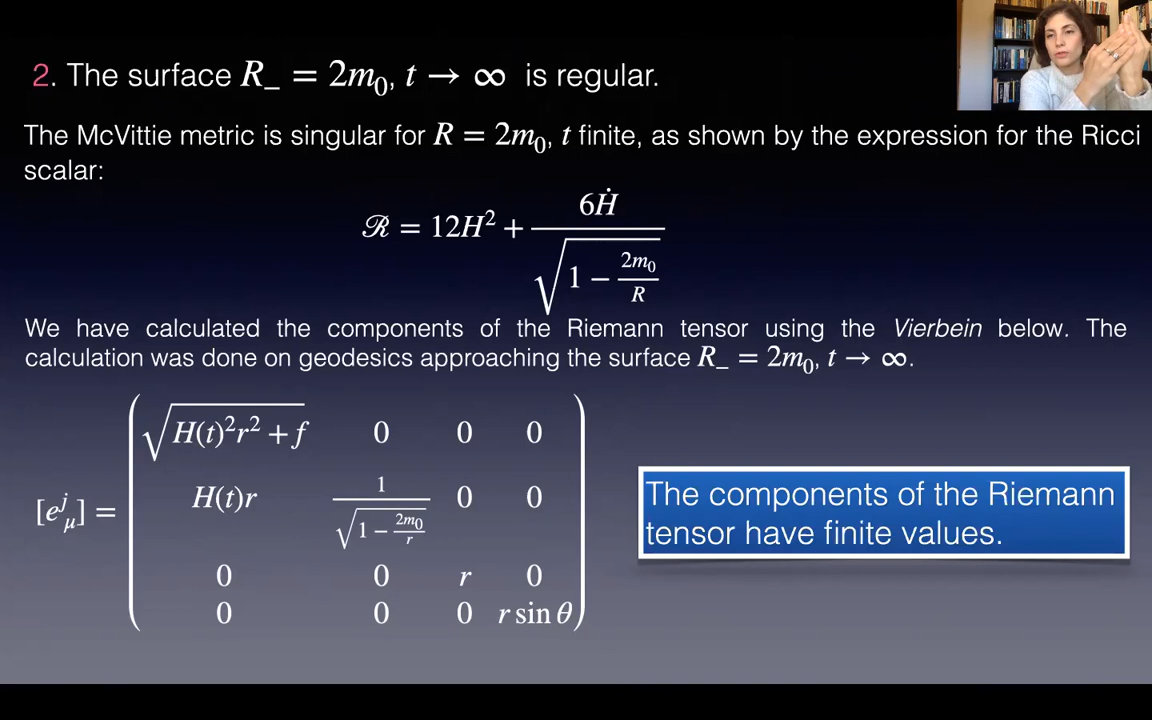 2. The surface R₋ = 2m₀, t → ∞ is regular.
The McVittie metric is singular for R = 2m₀, t finite, as shown by the expression for the Ricci
scalar:
ℛ = 12H² + 6Ḣ / √(1 − 2m₀/R)
We have calculated the components of the Riemann tensor using the Vierbein below. The
calculation was done on geodesics approaching the surface R₋ = 2m₀, t → ∞.
[eʲ_μ] =
√(H(t)²r² + f) 0 0 0
H(t)r 1/√(1 − 2m₀/r) 0 0
0 0 r 0
0 0 0 r sin θ
The components of the Riemann
tensor have finite values.